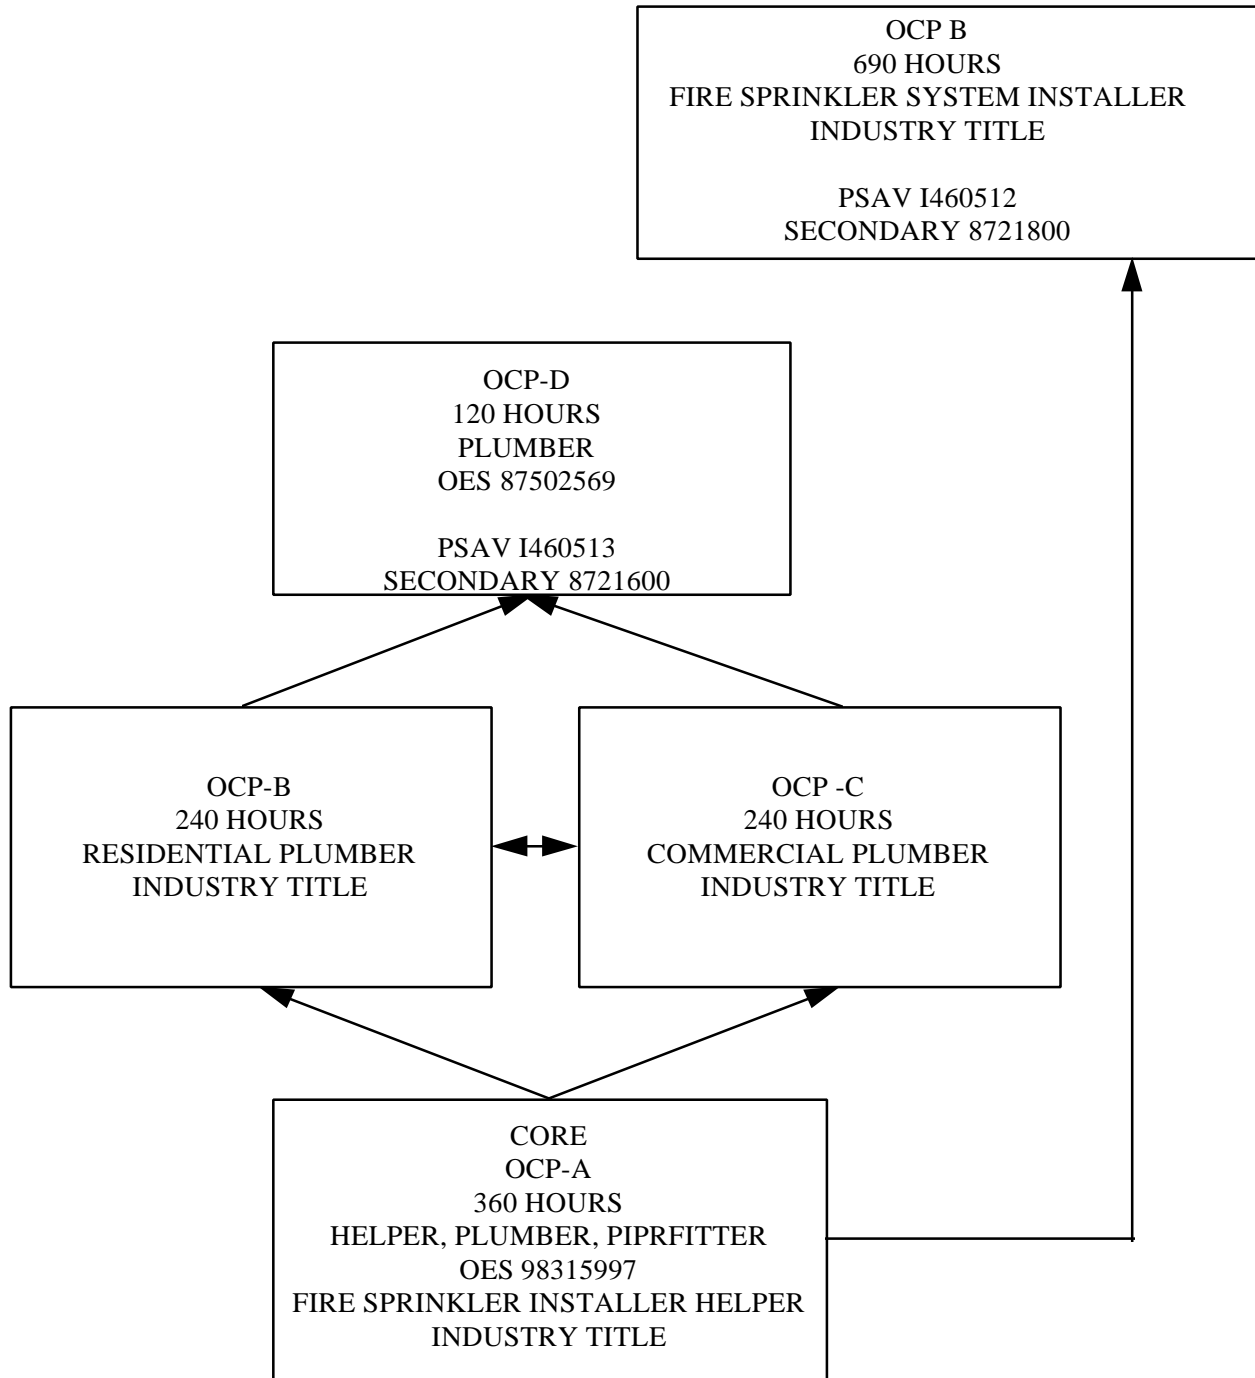 OCP B
690 HOURS
FIRE SPRINKLER SYSTEM INSTALLER
INDUSTRY TITLE
PSAV I460512
SECONDARY 8721800
OCP-D
120 HOURS
PLUMBER
OES 87502569
PSAV I460513
SECONDARY 8721600
OCP-B
240 HOURS
RESIDENTIAL PLUMBER
INDUSTRY TITLE
OCP -C
240 HOURS
COMMERCIAL PLUMBER
INDUSTRY TITLE
CORE
OCP-A
360 HOURS
HELPER, PLUMBER, PIPRFITTER
OES 98315997
FIRE SPRINKLER INSTALLER HELPER
INDUSTRY TITLE